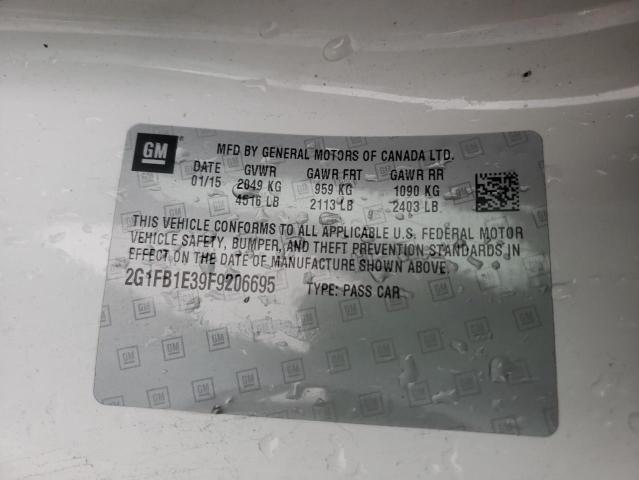 GM
MFD BY GENERAL MOTORS OF CANADA LTD.
DATE GVWR GAWR FRT GAWR RR
01/15 2049 KG 959 KG 1090 KG
4516 LB 2113 LB 2403 LB
THIS VEHICLE CONFORMS TO ALL APPLICABLE U.S. FEDERAL MOTOR
VEHICLE SAFETY, BUMPER, AND THEFT PREVENTION STANDARDS IN
EFFECT ON THE DATE OF MANUFACTURE SHOWN ABOVE.
2G1FB1E39F9206695 TYPE: PASS CAR